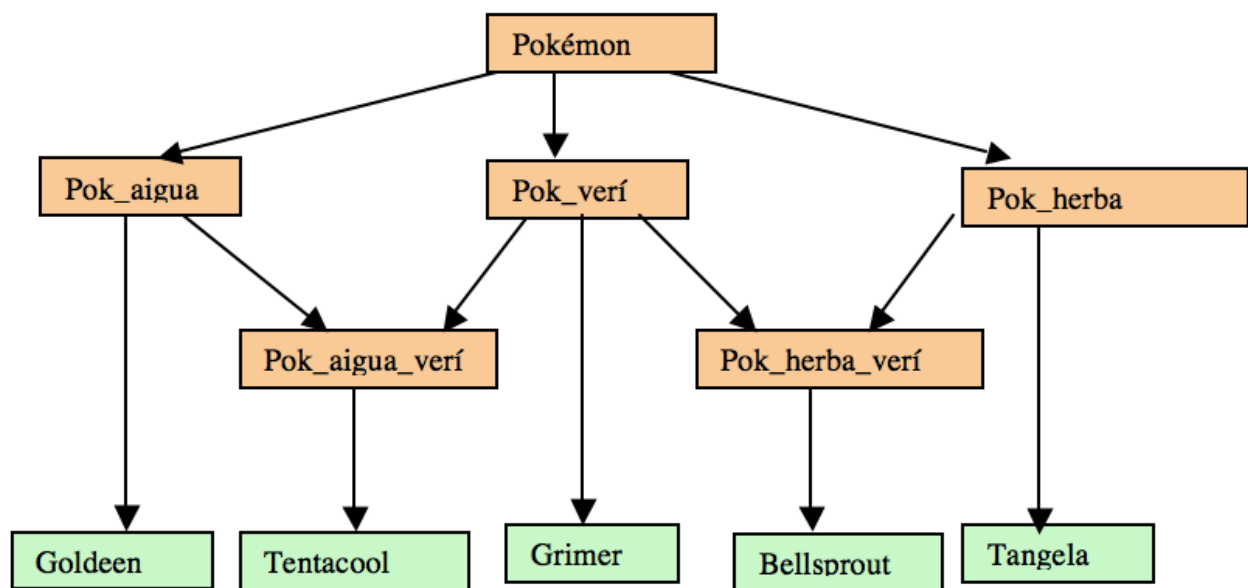 Pokémon
Pok_aigua
Pok_verí
Pok_herba
Pok_aigua_verí
Pok_herba_verí
Goldeen
Tentacool
Grimer
Bellsprout
Tangela